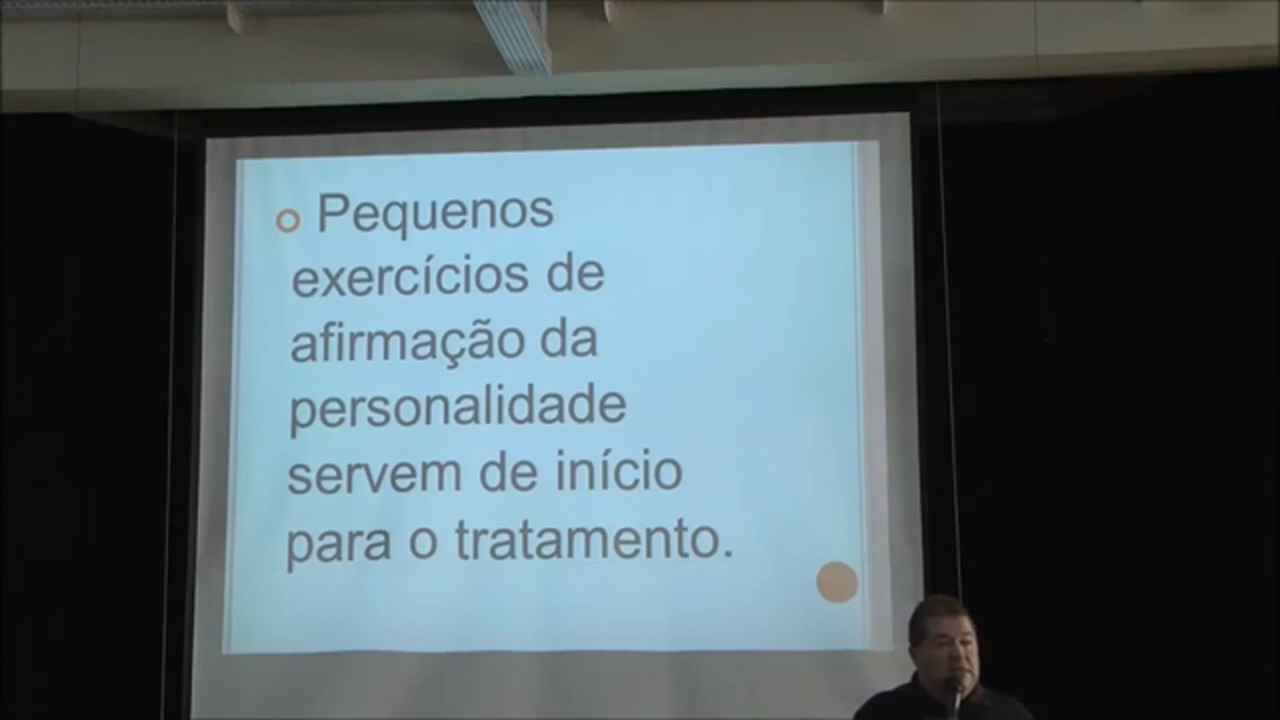 Pequenos
exercícios de
afirmação da
personalidade
servem de início
para o tratamento.